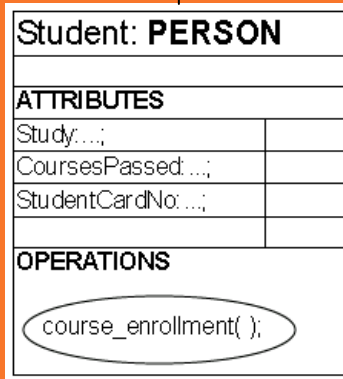 Student: PERSON
ATTRIBUTES
Study:...;
CoursesPassed:...;
StudentCardNo:...;
OPERATIONS
course_enrollment( );